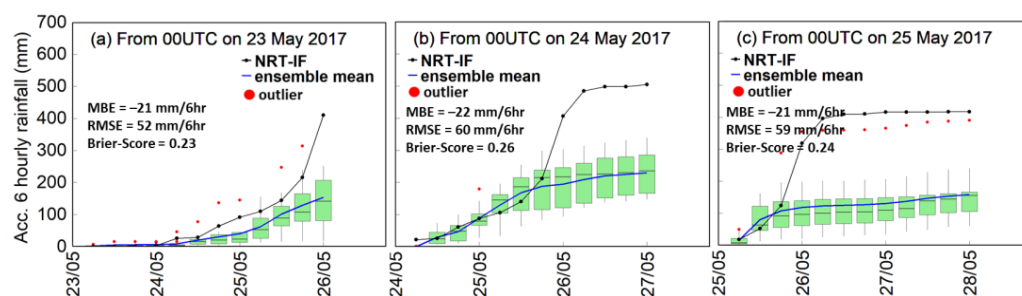 Acc. 6 hourly rainfall (mm)
700
600
500
400
300
200
100
0
(a) From 00UTC on 23 May 2017
NRT-IF
ensemble mean
outlier
MBE = –21 mm/6hr
RMSE = 52 mm/6hr
Brier-Score = 0.23
23/05
24/05
25/05
26/05
(b) From 00UTC on 24 May 2017
NRT-IF
ensemble mean
outlier
MBE = –22 mm/6hr
RMSE = 60 mm/6hr
Brier-Score = 0.26
24/05
25/05
26/05
27/05
(c) From 00UTC on 25 May 2017
NRT-IF
ensemble mean
outlier
MBE = –21 mm/6hr
RMSE = 59 mm/6hr
Brier-Score = 0.24
25/05
26/05
27/05
28/05